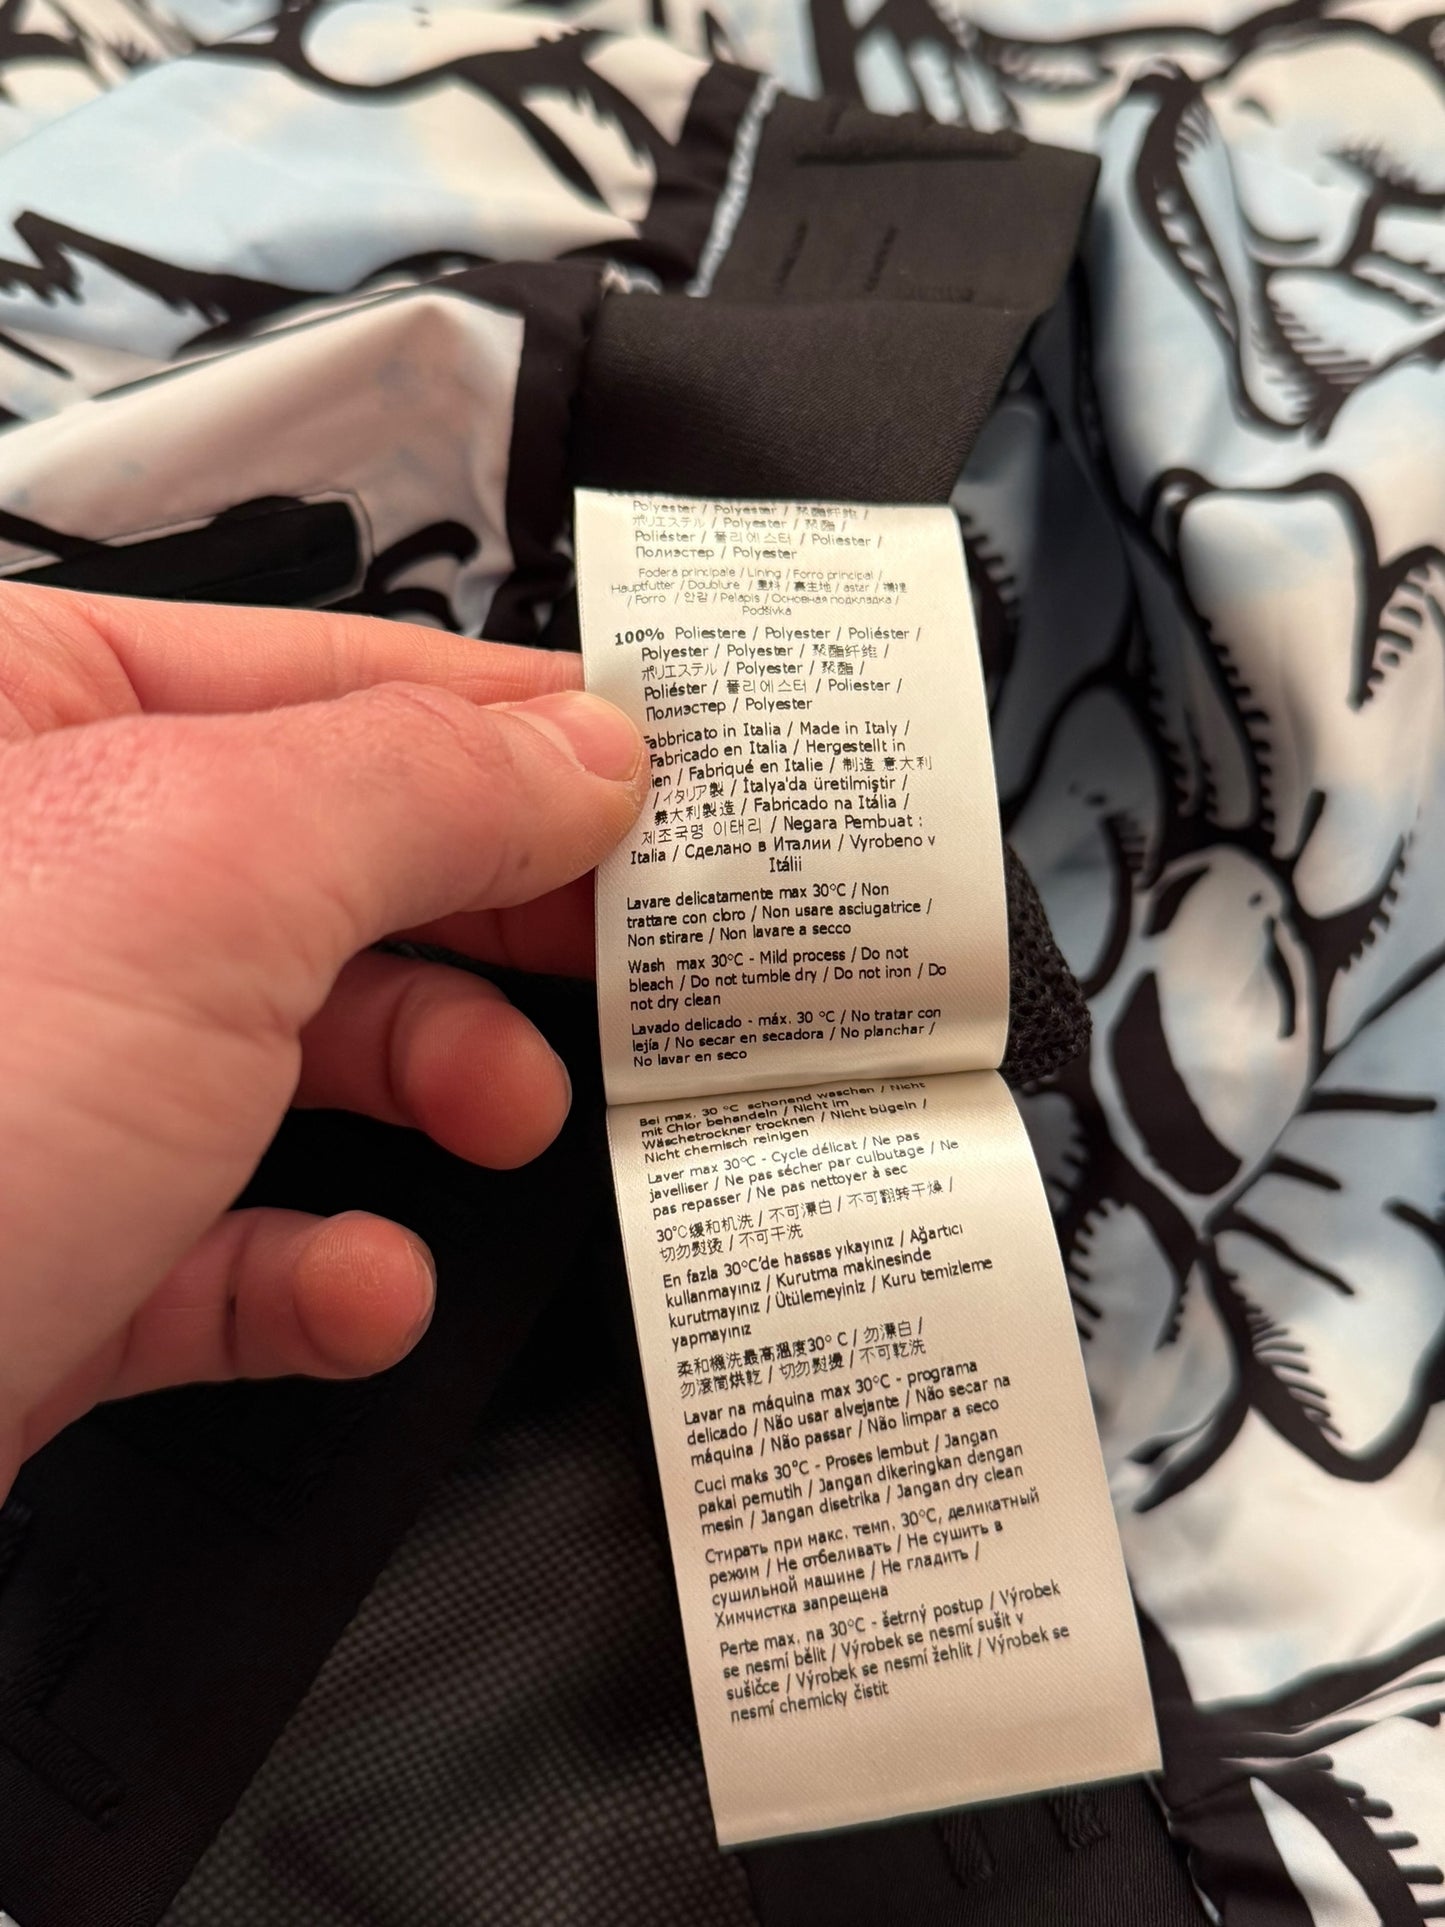 Polyester / Polyester / 聚酯纤维 /
ポリエステル / Polyester / 聚酯 /
Poliéster / 폴리에스터 / Poliester /
Полиэстер / Polyester
Fodera principale / Lining / Forro principal /
Hauptfutter / Doublure / 里料 / 裏生地 / astar / 襯裡
/ Forro / 안감 / Pelapis / Основная подкладка /
Podšívka
100% Poliestere / Polyester / Poliéster /
Polyester / Polyester / 聚酯纤维 /
ポリエステル / Polyester / 聚酯 /
Poliéster / 폴리에스터 / Poliester /
Полиэстер / Polyester
Fabbricato in Italia / Made in Italy /
Fabricado en Italia / Hergestellt in
ien / Fabriqué en Italie / 制造 意大利
/ イタリア製 / İtalya'da üretilmiştir /
義大利製造 / Fabricado na Itália /
제조국명 이태리 / Negara Pembuat :
Italia / Сделано в Италии / Vyrobeno v
Itálii
Lavare delicatamente max 30°C / Non
trattare con cloro / Non usare asciugatrice /
Non stirare / Non lavare a secco
Wash max 30°C - Mild process / Do not
bleach / Do not tumble dry / Do not iron / Do
not dry clean
Lavado delicado - máx. 30 °C / No tratar con
lejía / No secar en secadora / No planchar /
No lavar en seco
Bei max. 30 °C schonend waschen / Nicht
mit Chlor behandeln / Nicht im
Wäschetrockner trocknen / Nicht bügeln /
Nicht chemisch reinigen
Laver max 30°C - Cycle délicat / Ne pas
javelliser / Ne pas sécher par culbutage / Ne
pas repasser / Ne pas nettoyer à sec
30°C缓和机洗 / 不可漂白 / 不可翻转干燥 /
切勿熨烫 / 不可干洗
En fazla 30°C'de hassas yıkayınız / Ağartıcı
kullanmayınız / Kurutma makinesinde
kurutmayınız / Ütülemeyiniz / Kuru temizleme
yapmayınız
柔和機洗最高溫度30° C / 勿漂白 /
勿滾筒烘乾 / 切勿熨燙 / 不可乾洗
Lavar na máquina max 30°C - programa
delicado / Não usar alvejante / Não secar na
máquina / Não passar / Não limpar a seco
Cuci maks 30°C - Proses lembut / Jangan
pakai pemutih / Jangan dikeringkan dengan
mesin / Jangan disetrika / Jangan dry clean
Стирать при макс. темп. 30°C, деликатный
режим / Не отбеливать / Не сушить в
сушильной машине / Не гладить /
Химчистка запрещена
Perte max. na 30°C - šetrný postup / Výrobek
se nesmí bělit / Výrobek se nesmí sušit v
sušičce / Výrobek se nesmí žehlit / Výrobek se
nesmí chemicky čistit